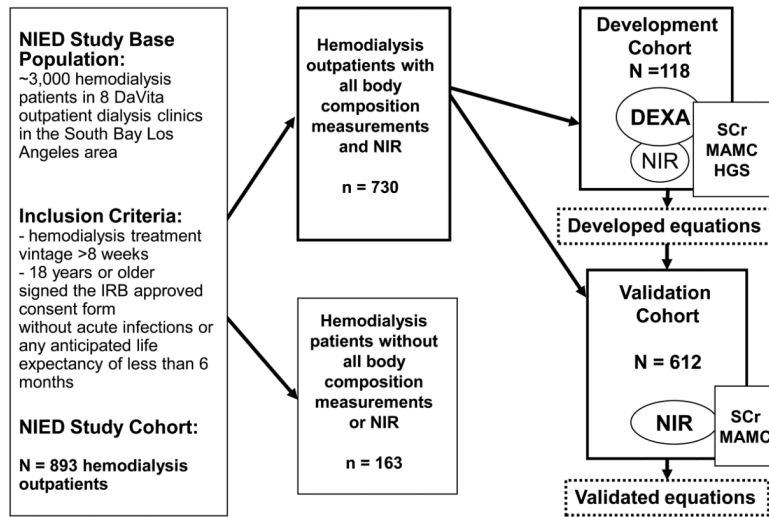 NIED Study Base
Population:
~3,000 hemodialysis
patients in 8 DaVita
outpatient dialysis clinics
in the South Bay Los
Angeles area
Inclusion Criteria:
- hemodialysis treatment
vintage >8 weeks
- 18 years or older
signed the IRB approved
consent form
without acute infections or
any anticipated life
expectancy of less than 6
months
NIED Study Cohort:
N = 893 hemodialysis
outpatients
Hemodialysis
outpatients with
all body
composition
measurements
and NIR
n = 730
Hemodialysis
patients without
all body
composition
measurements
or NIR
n = 163
Development
Cohort
N =118
DEXA
NIR
SCr
MAMC
HGS
Developed equations
Validation
Cohort
N = 612
NIR
SCr
MAMC
Validated equations